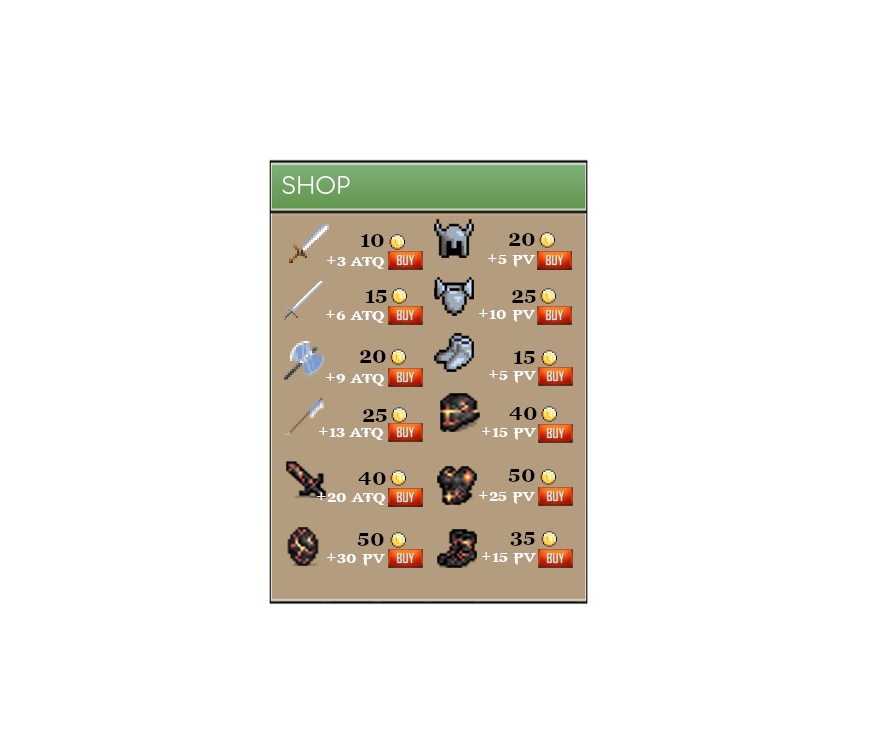 SHOP
10
+3 ATQ BUY
20
+5 PV BUY
15
+6 ATQ BUY
25
+10 PV BUY
20
+9 ATQ BUY
15
+5 PV BUY
25
+13 ATQ BUY
40
+15 PV BUY
40
+20 ATQ BUY
50
+25 PV BUY
50
+30 PV BUY
35
+15 PV BUY